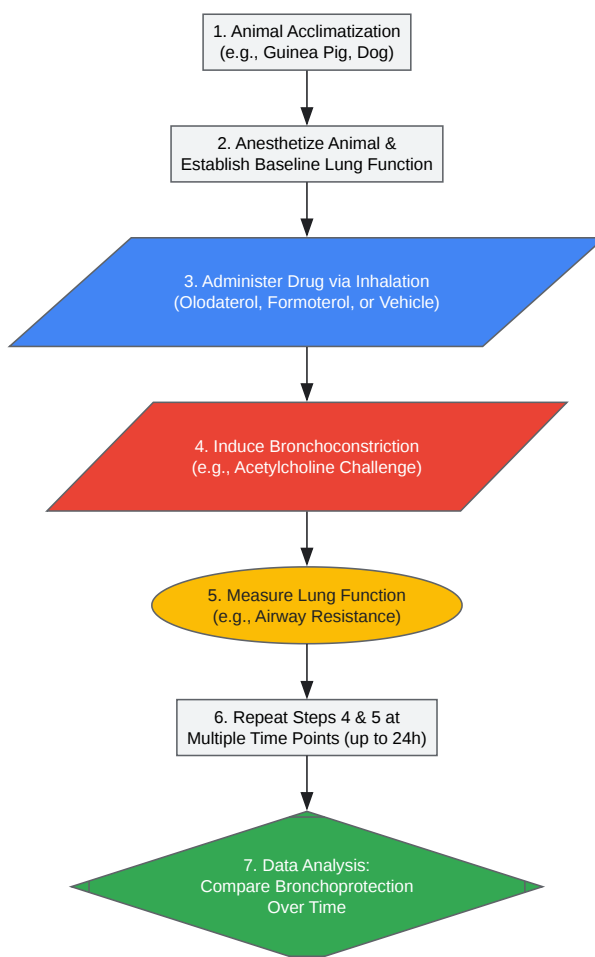 1. Animal Acclimatization
(e.g., Guinea Pig, Dog)
2. Anesthetize Animal &
Establish Baseline Lung Function
3. Administer Drug via Inhalation
(Olodaterol, Formoterol, or Vehicle)
4. Induce Bronchoconstriction
(e.g., Acetylcholine Challenge)
5. Measure Lung Function
(e.g., Airway Resistance)
6. Repeat Steps 4 & 5 at
Multiple Time Points (up to 24h)
7. Data Analysis:
Compare Bronchoprotection
Over Time